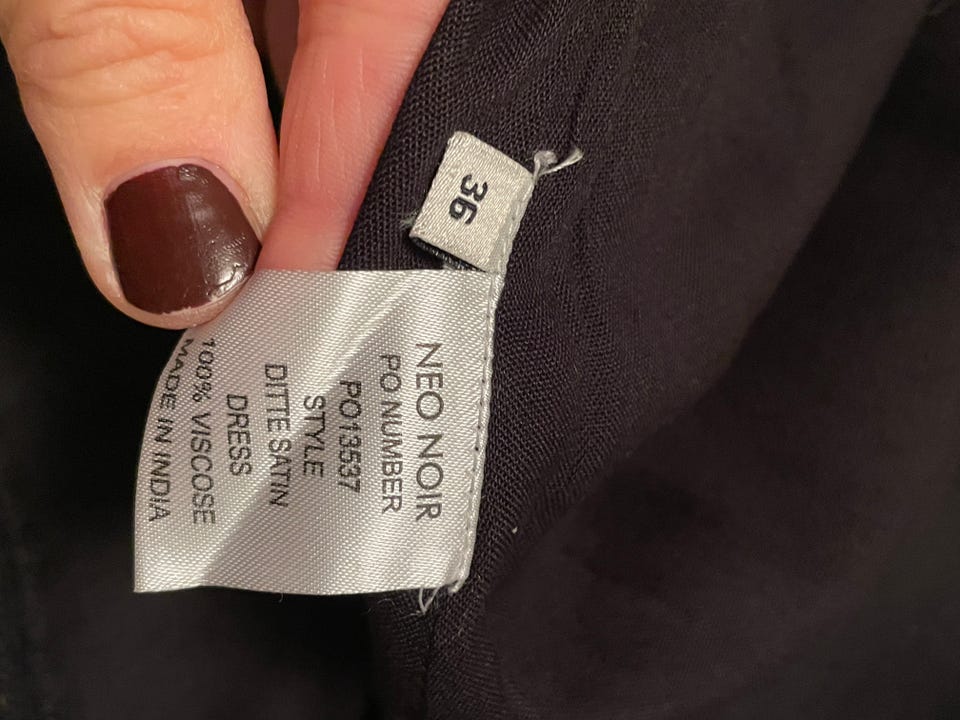 36
NEO NOIR
PO NUMBER
PO13537
STYLE
DITTE SATIN
DRESS
100% VISCOSE
MADE IN INDIA